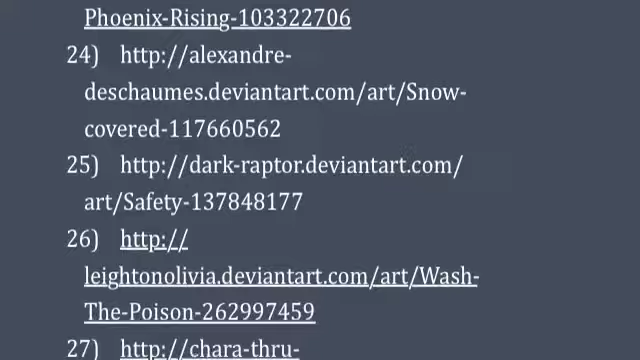 Phoenix-Rising-103322706
24) http://alexandre-
deschaumes.deviantart.com/art/Snow-
covered-117660562
25) http://dark-raptor.deviantart.com/
art/Safety-137848177
26) http://
leightonolivia.deviantart.com/art/Wash-
The-Poison-262997459
27) http://chara-thru-